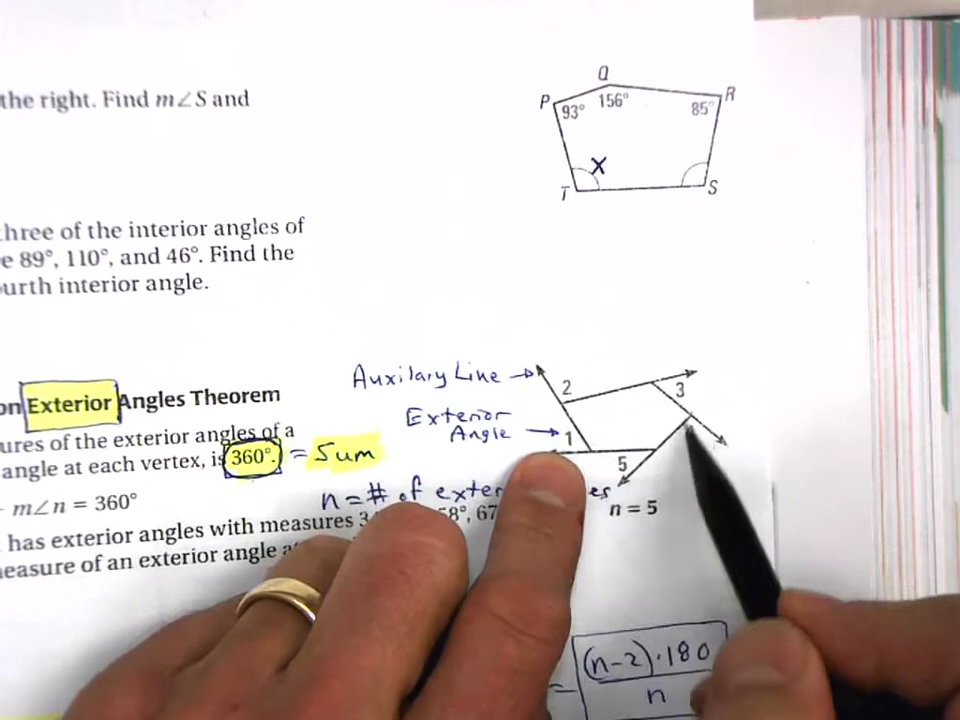 the right. Find m∠S and
Q
P
R
93°
156°
85°
X
T
S
three of the interior angles of
e 89°, 110°, and 46°. Find the
urth interior angle.
Auxilary Line
2
3
on Exterior Angles Theorem
Exterior
Angle
1
ures of the exterior angles of a
angle at each vertex, is 360°. = Sum
5
m∠n = 360°
n = # of exter
es
n = 5
has exterior angles with measures 3
8°, 67
easure of an exterior angle a
= (n-2)·180
n